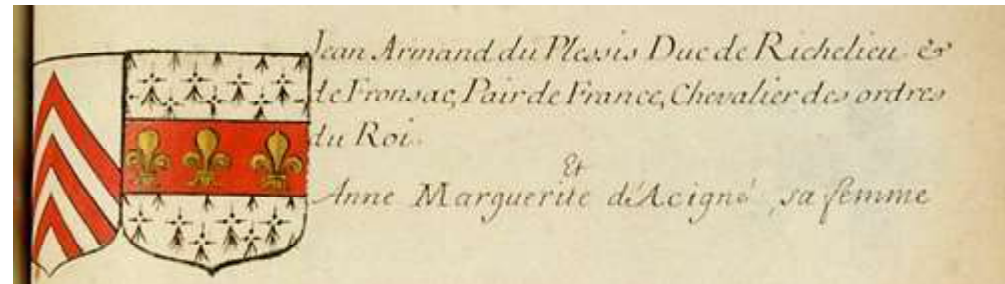 Jean Armand du Plessis Duc de Richelieu &
de Fronsac, Pair de France, Chevalier des ordres
du Roi.
Et
Anne Marguerite d'Acigné, sa femme